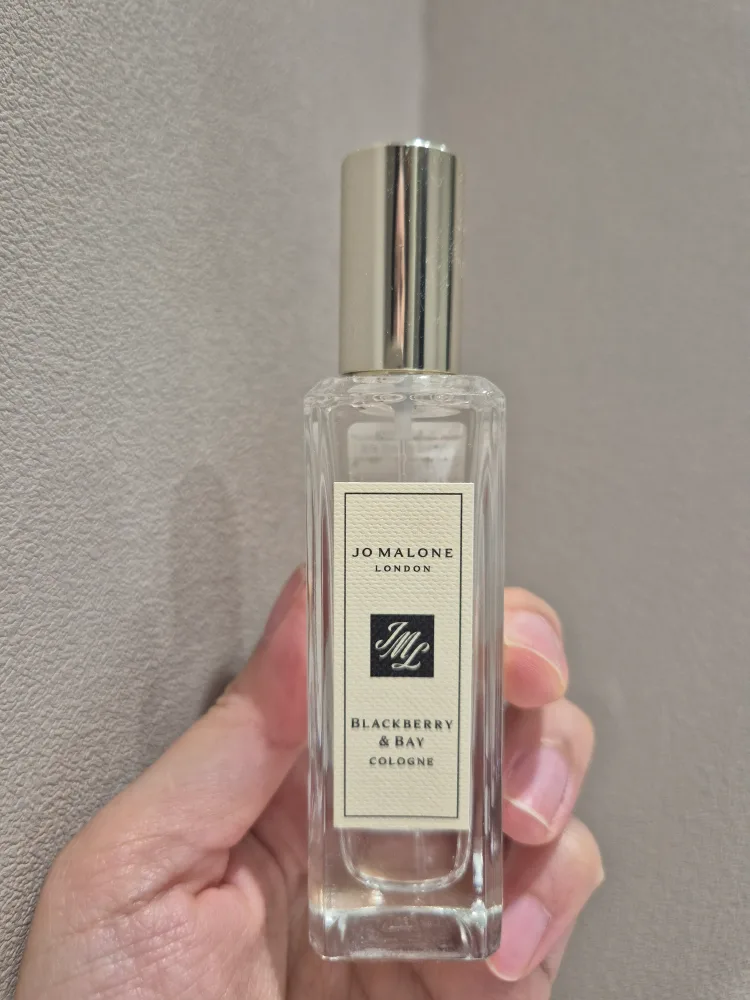 JO MALONE
LONDON
JML
BLACKBERRY
& BAY
COLOGNE